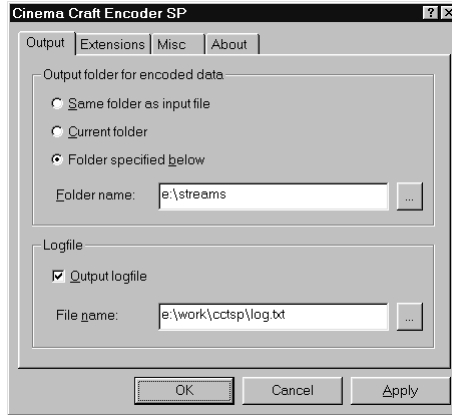 Cinema Craft Encoder SP
Output Extensions Misc About
Output folder for encoded data
Same folder as input file
Current folder
Folder specified below
Folder name: e:\streams ...
Logfile
Output logfile
File name: e:\work\cctsp\log.txt ...
OK Cancel Apply